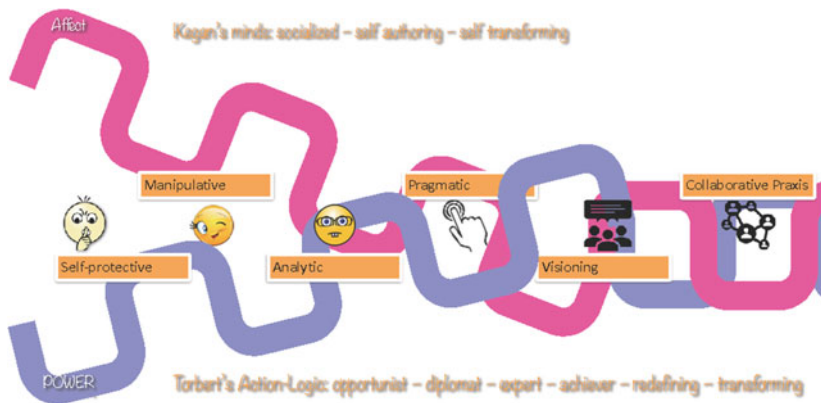 Affect
Kegan's minds: socialized – self authoring – self transforming
Manipulative
Pragmatic
Collaborative Praxis
Self-protective
Analytic
Visioning
POWER
Torbert's Action-Logic: opportunist – diplomat – expert – achiever – redefining – transforming